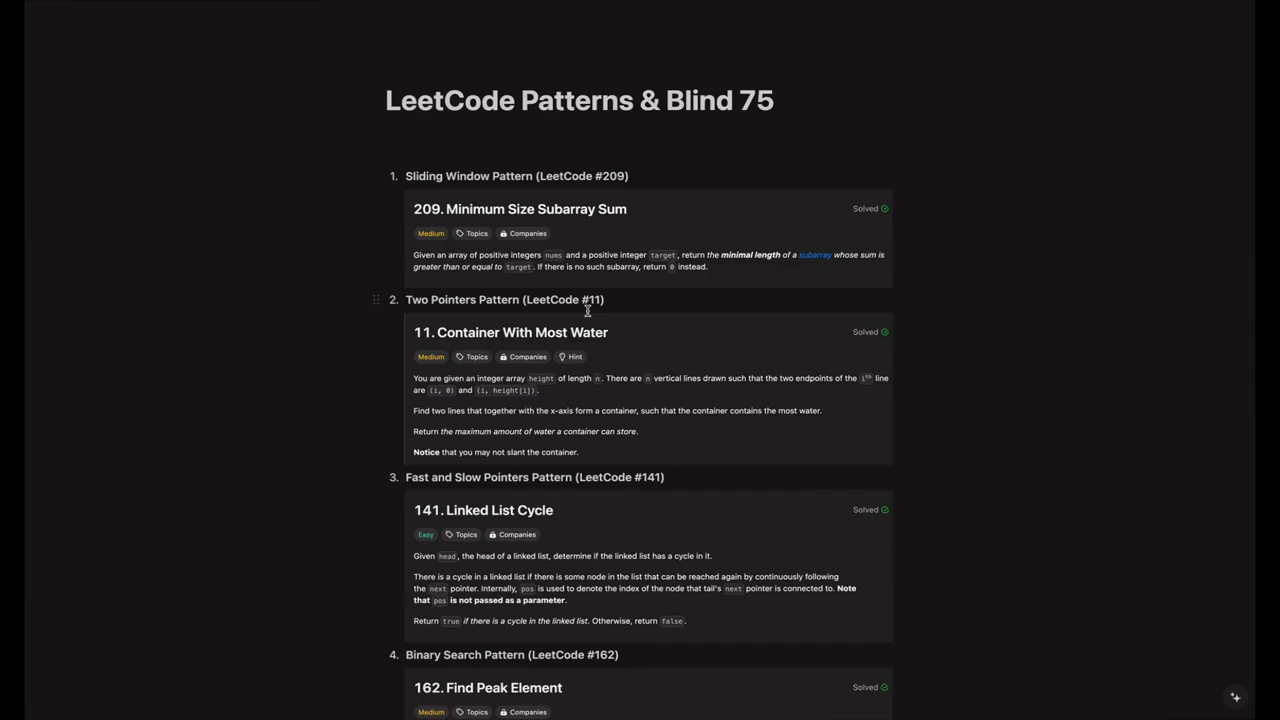 LeetCode Patterns & Blind 75
1. Sliding Window Pattern (LeetCode #209)
209. Minimum Size Subarray Sum
Solved
Medium Topics Companies
Given an array of positive integers nums and a positive integer target, return the minimal length of a subarray whose sum is
greater than or equal to target. If there is no such subarray, return 0 instead.
2. Two Pointers Pattern (LeetCode #11)
11. Container With Most Water
Solved
Medium Topics Companies Hint
You are given an integer array height of length n. There are n vertical lines drawn such that the two endpoints of the ith line
are (i, 0) and (i, height[i]).
Find two lines that together with the x-axis form a container, such that the container contains the most water.
Return the maximum amount of water a container can store.
Notice that you may not slant the container.
3. Fast and Slow Pointers Pattern (LeetCode #141)
141. Linked List Cycle
Solved
Easy Topics Companies
Given head, the head of a linked list, determine if the linked list has a cycle in it.
There is a cycle in a linked list if there is some node in the list that can be reached again by continuously following
the next pointer. Internally, pos is used to denote the index of the node that tail's next pointer is connected to. Note
that pos is not passed as a parameter.
Return true if there is a cycle in the linked list. Otherwise, return false.
4. Binary Search Pattern (LeetCode #162)
162. Find Peak Element
Solved
Medium Topics Companies